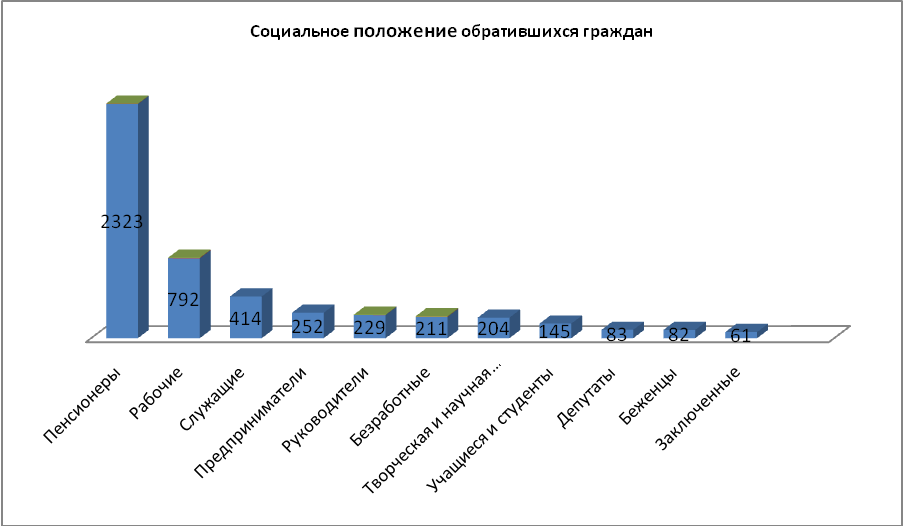 Социальное положение обратившихся граждан
2323
792
414
252
229
211
204
145
83
82
61
Пенсионеры
Рабочие
Служащие
Предприниматели
Руководители
Безработные
Творческая и научная…
Учащиеся и студенты
Депутаты
Беженцы
Заключенные